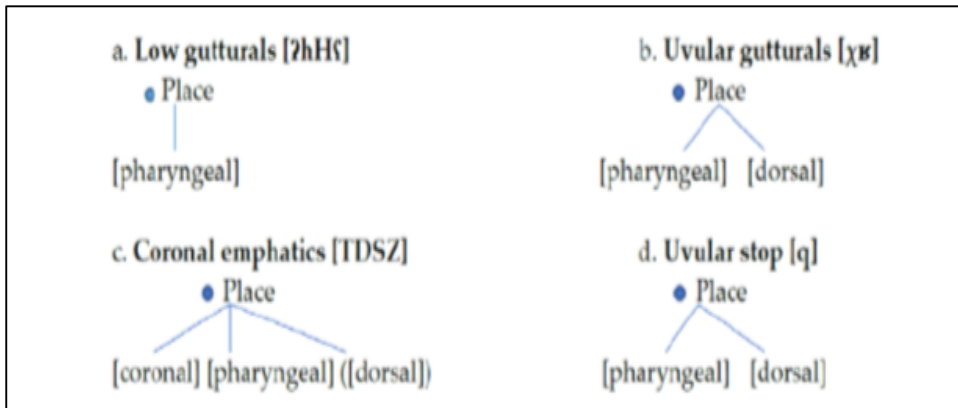 a. Low gutturals [ʔhHʕ]
• Place
[pharyngeal]
b. Uvular gutturals [χʁ]
• Place
[pharyngeal] [dorsal]
c. Coronal emphatics [TDSZ]
• Place
[coronal] [pharyngeal] ([dorsal])
d. Uvular stop [q]
• Place
[pharyngeal] [dorsal]